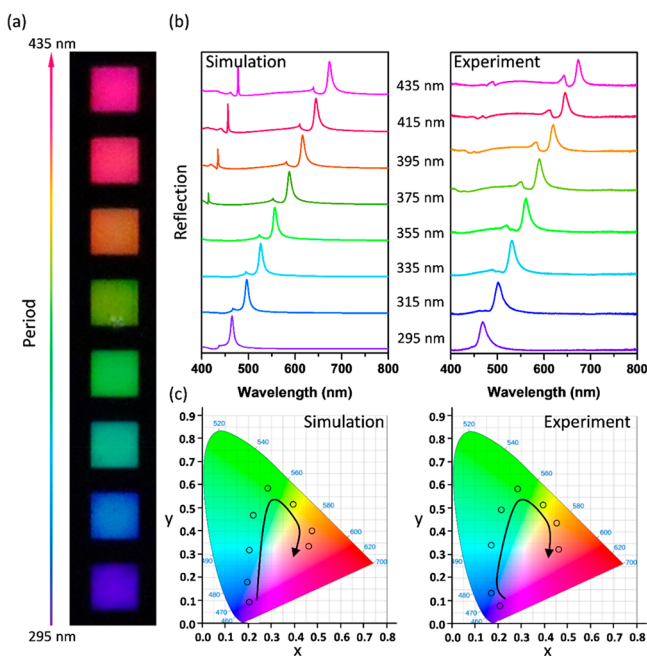 (a)
435 nm
Period
295 nm
(b)
Simulation
Experiment
Reflection
435 nm
415 nm
395 nm
375 nm
355 nm
335 nm
315 nm
295 nm
400 500 600 700 800
400 500 600 700 800
Wavelength (nm)
Wavelength (nm)
(c)
Simulation
0.9
0.8
0.7
0.6
0.5
0.4
0.3
0.2
0.1
0.0
y
0.0 0.1 0.2 0.3 0.4 0.5 0.6 0.7 0.8
x
520
540
560
580
600
620
700
490
480
470
460
Experiment
0.9
0.8
0.7
0.6
0.5
0.4
0.3
0.2
0.1
0.0
y
0.0 0.1 0.2 0.3 0.4 0.5 0.6 0.7 0.8
x
520
540
560
580
600
620
700
490
480
470
460